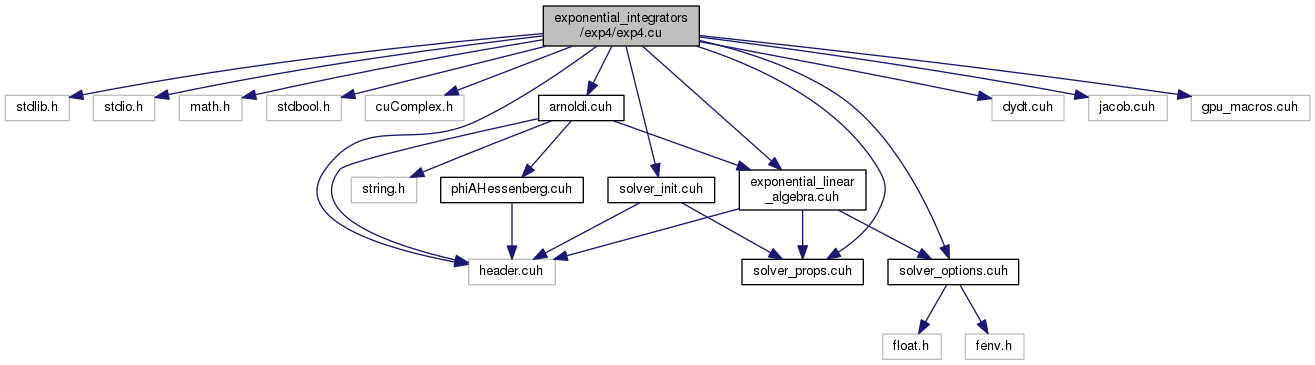 exponential_integrators
/exp4/exp4.cu
stdlib.h
stdio.h
math.h
stdbool.h
cuComplex.h
arnoldi.cuh
dydt.cuh
jacob.cuh
gpu_macros.cuh
string.h
phiAHessenberg.cuh
solver_init.cuh
exponential_linear
_algebra.cuh
header.cuh
solver_props.cuh
solver_options.cuh
float.h
fenv.h